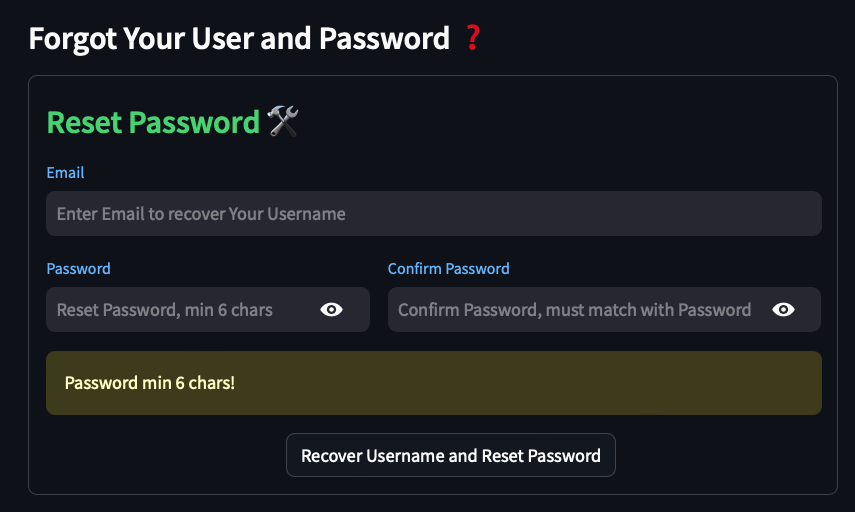 Forgot Your User and Password ❓
Reset Password 🛠️
Email
Enter Email to recover Your Username
Password
Confirm Password
Reset Password, min 6 chars
Confirm Password, must match with Password
Password min 6 chars!
Recover Username and Reset Password